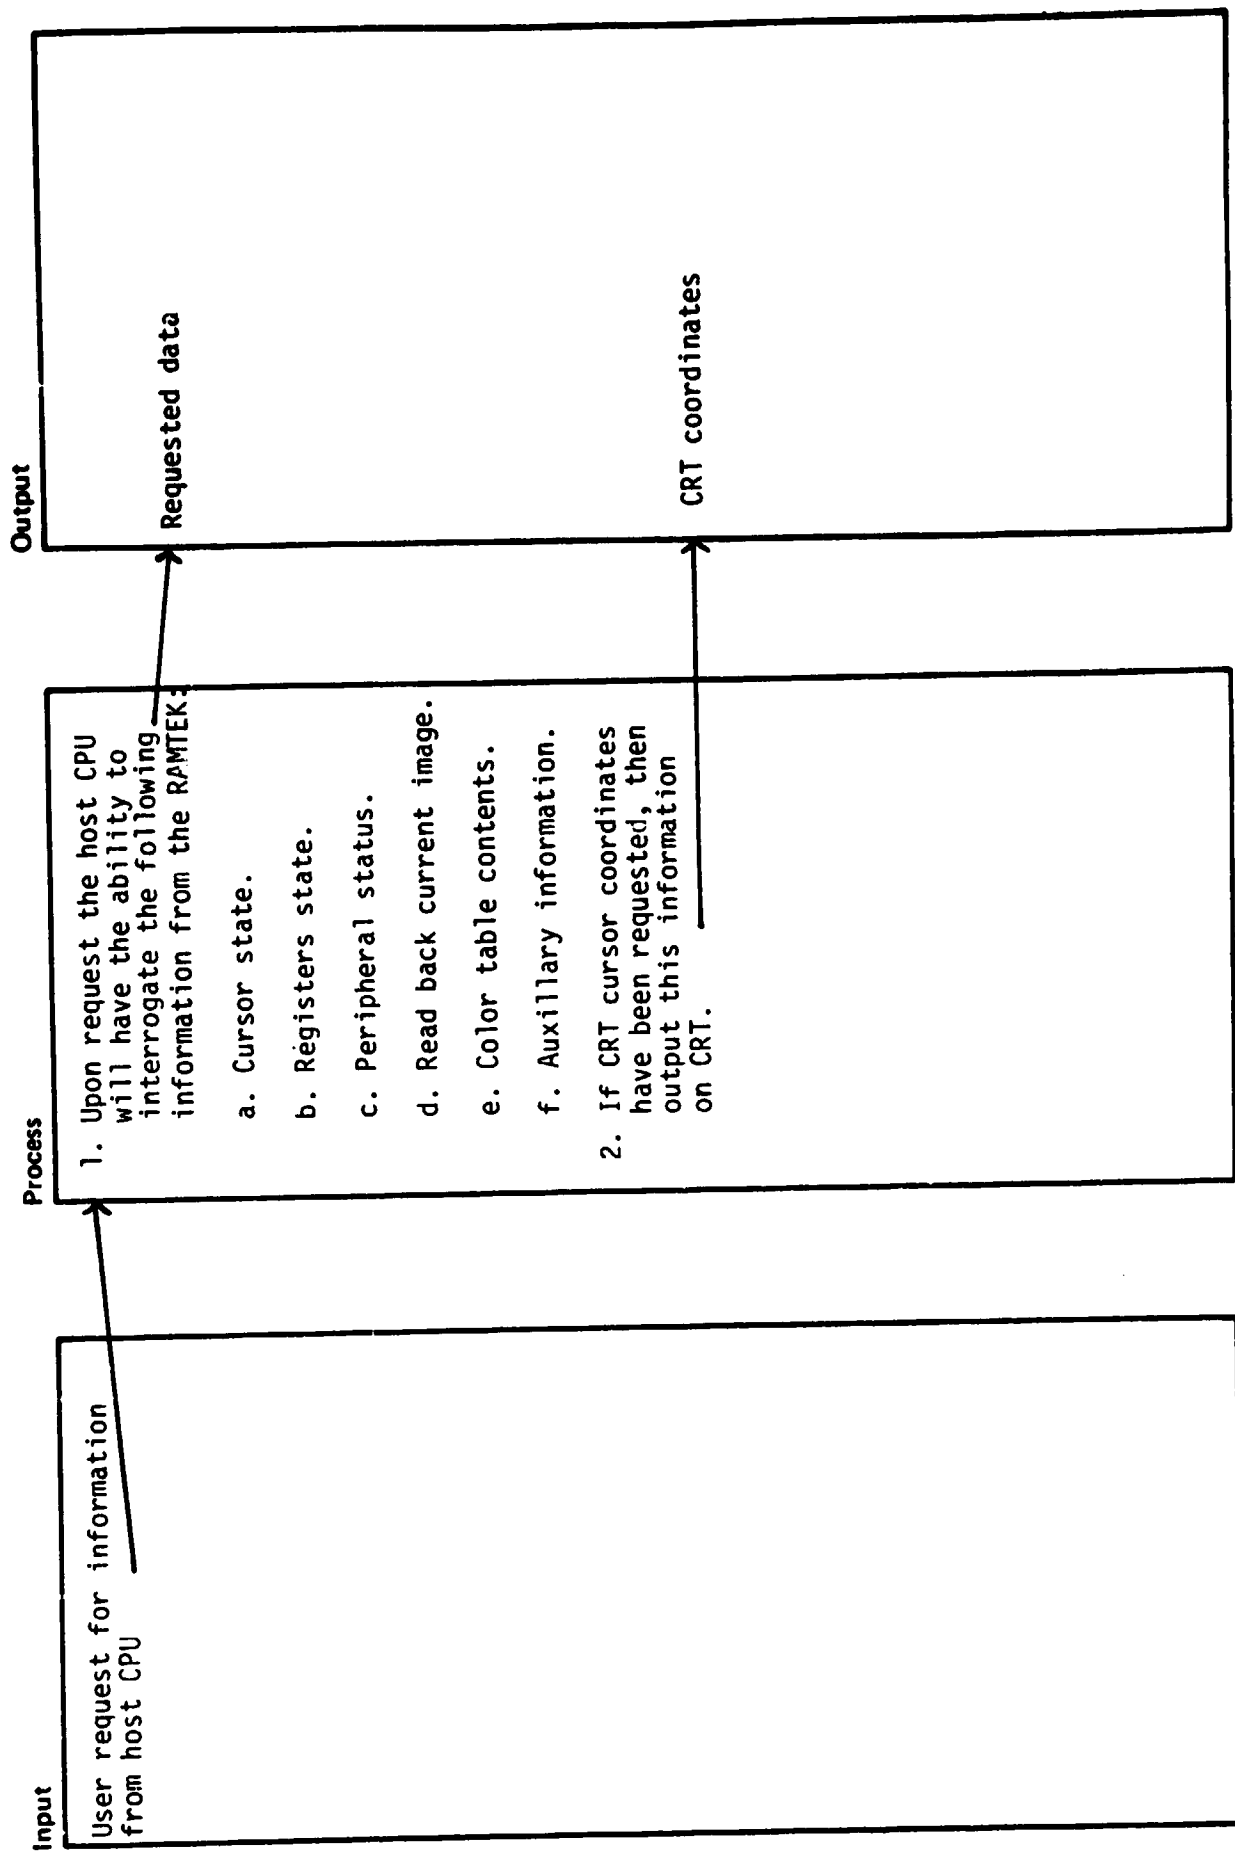 Input
User request for information
from host CPU
Process
1. Upon request the host CPU
will have the ability to
interrogate the following
information from the RAMTEK:
a. Cursor state.
b. Registers state.
c. Peripheral status.
d. Read back current image.
e. Color table contents.
f. Auxillary information.
2. If CRT cursor coordinates
have been requested, then
output this information
on CRT.
Output
Requested data
CRT coordinates